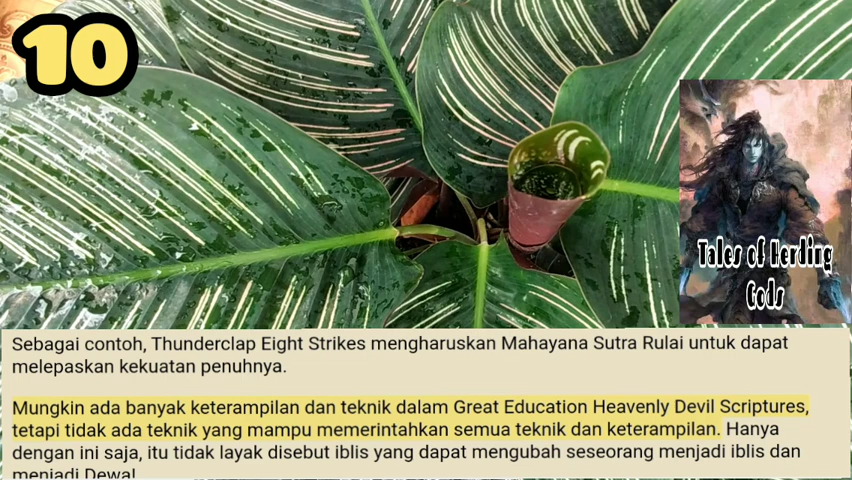 10
Tales of Herding
Gods
Sebagai contoh, Thunderclap Eight Strikes mengharuskan Mahayana Sutra Rulai untuk dapat
melepaskan kekuatan penuhnya.
Mungkin ada banyak keterampilan dan teknik dalam Great Education Heavenly Devil Scriptures,
tetapi tidak ada teknik yang mampu memerintahkan semua teknik dan keterampilan. Hanya
dengan ini saja, itu tidak layak disebut iblis yang dapat mengubah seseorang menjadi iblis dan
menjadi Dewa!